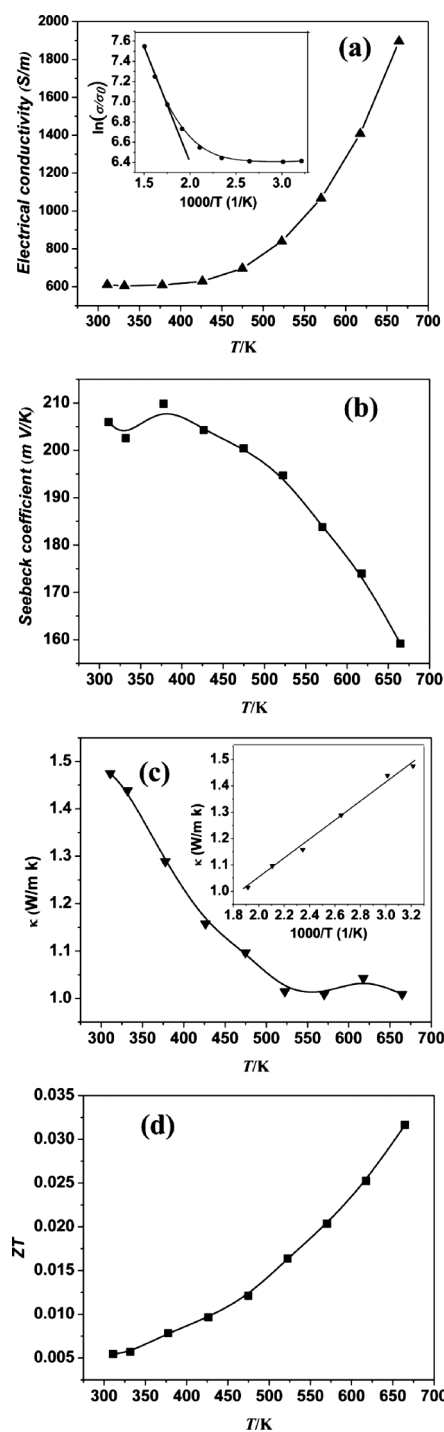 (a)
Electrical conductivity (S/m)
2000
1800
1600
1400
1200
1000
800
600
300 350 400 450 500 550 600 650 700
T/K
ln(σ/σ0)
7.6
7.4
7.2
7.0
6.8
6.6
6.4
1.5 2.0 2.5 3.0
1000/T (1/K)
(b)
Seebeck coefficient (m V/K)
210
200
190
180
170
160
300 350 400 450 500 550 600 650 700
T/K
(c)
κ (W/m k)
1.5
1.4
1.3
1.2
1.1
1.0
300 350 400 450 500 550 600 650 700
T/K
κ (W/m k)
1.5
1.4
1.3
1.2
1.1
1.0
1.8 2.0 2.2 2.4 2.6 2.8 3.0 3.2
1000/T (1/K)
(d)
ZT
0.035
0.030
0.025
0.020
0.015
0.010
0.005
300 350 400 450 500 550 600 650 700
T/K